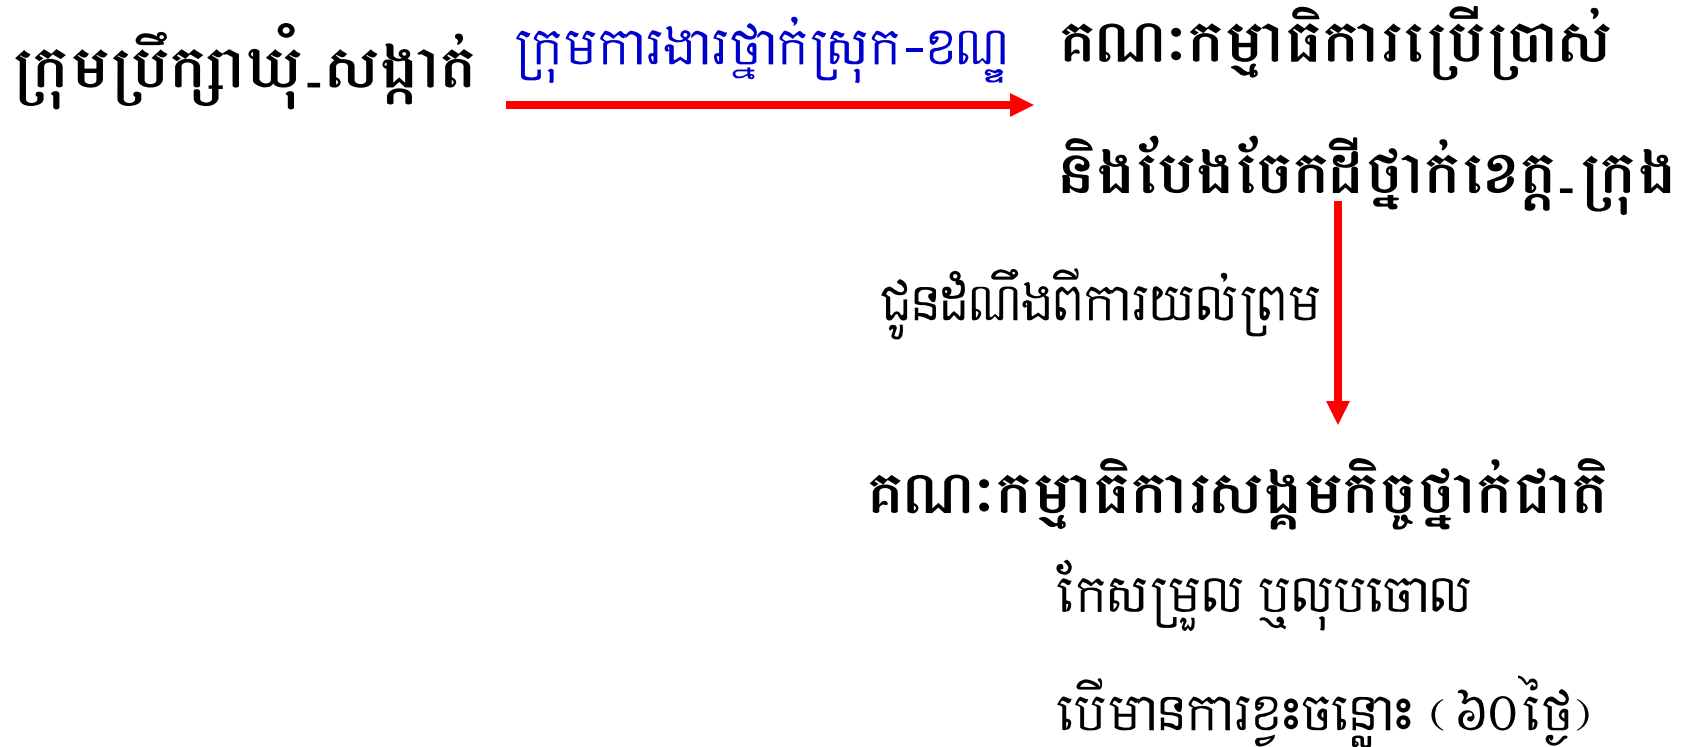 ក្រុមប្រឹក្សាឃុំ-សង្កាត់
ក្រុមការងារថ្នាក់ស្រុក-ខណ្ឌ
គណៈកម្មាធិការប្រើប្រាស់
និងបែងចែកដីថ្នាក់ខេត្ត-ក្រុង
ជូនដំណឹងពីការយល់ព្រម
គណៈកម្មាធិការសង្គមកិច្ចថ្នាក់ជាតិ
កែសម្រួល ឬលុបចោល
បើមានការខ្វះចន្លោះ (៦០ថ្ងៃ)